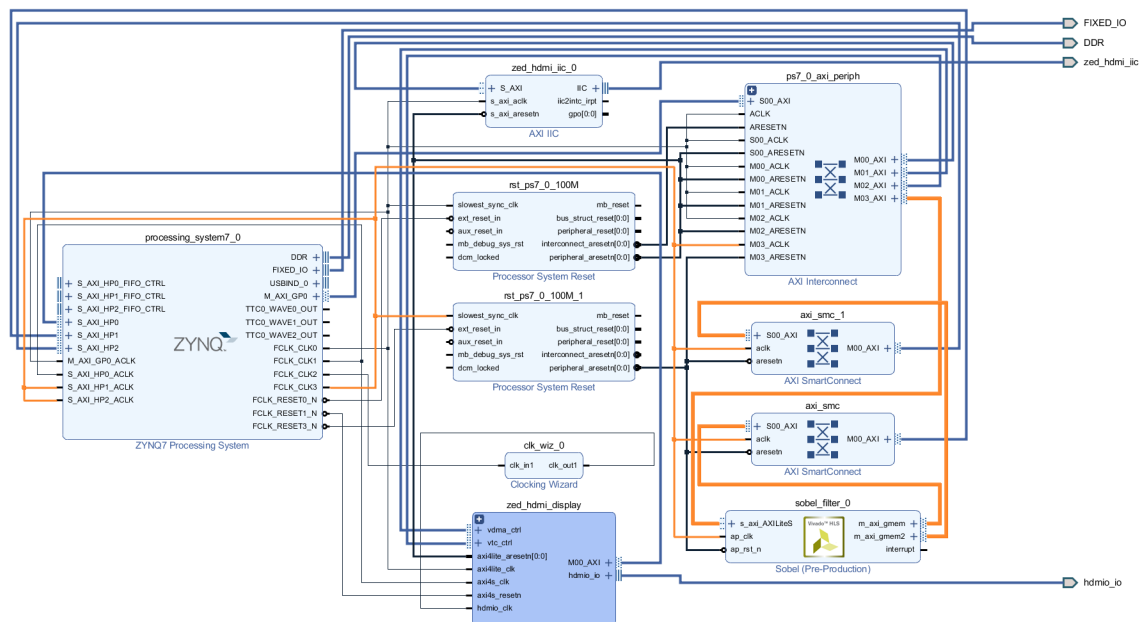 FIXED_IO
DDR
zed_hdmi_iic
zed_hdmi_iic_0
S_AXI
s_axi_aclk
s_axi_aresetn
IIC
iic2intc_irpt
gpo[0:0]
AXI IIC
ps7_0_axi_periph
S00_AXI
ACLK
ARESETN
S00_ACLK
S00_ARESETN
M00_ACLK
M00_ARESETN
M01_ACLK
M01_ARESETN
M02_ACLK
M02_ARESETN
M03_ACLK
M03_ARESETN
M00_AXI
M01_AXI
M02_AXI
M03_AXI
AXI Interconnect
rst_ps7_0_100M
slowest_sync_clk
ext_reset_in
aux_reset_in
mb_debug_sys_rst
dcm_locked
mb_reset
bus_struct_reset[0:0]
peripheral_reset[0:0]
interconnect_aresetn[0:0]
peripheral_aresetn[0:0]
Processor System Reset
processing_system7_0
S_AXI_HP0_FIFO_CTRL
S_AXI_HP1_FIFO_CTRL
S_AXI_HP2_FIFO_CTRL
S_AXI_HP0
S_AXI_HP1
S_AXI_HP2
M_AXI_GP0_ACLK
S_AXI_HP0_ACLK
S_AXI_HP1_ACLK
S_AXI_HP2_ACLK
ZYNQ
DDR
FIXED_IO
USBIND_0
M_AXI_GP0
TTC0_WAVE0_OUT
TTC0_WAVE1_OUT
TTC0_WAVE2_OUT
FCLK_CLK0
FCLK_CLK1
FCLK_CLK2
FCLK_CLK3
FCLK_RESET0_N
FCLK_RESET1_N
FCLK_RESET3_N
ZYNQ7 Processing System
rst_ps7_0_100M_1
slowest_sync_clk
ext_reset_in
aux_reset_in
mb_debug_sys_rst
dcm_locked
mb_reset
bus_struct_reset[0:0]
peripheral_reset[0:0]
interconnect_aresetn[0:0]
peripheral_aresetn[0:0]
Processor System Reset
axi_smc_1
S00_AXI
aclk
aresetn
M00_AXI
AXI SmartConnect
axi_smc
S00_AXI
aclk
aresetn
M00_AXI
AXI SmartConnect
clk_wiz_0
clk_in1
clk_out1
Clocking Wizard
zed_hdmi_display
vdma_ctrl
vtc_ctrl
axi4lite_aresetn[0:0]
axi4lite_clk
axi4s_clk
axi4s_resetn
hdmio_clk
M00_AXI
hdmio_io
sobel_filter_0
s_axi_AXILiteS
ap_clk
ap_rst_n
Vivado™ HLS
m_axi_gmem
m_axi_gmem2
interrupt
Sobel (Pre-Production)
hdmio_io